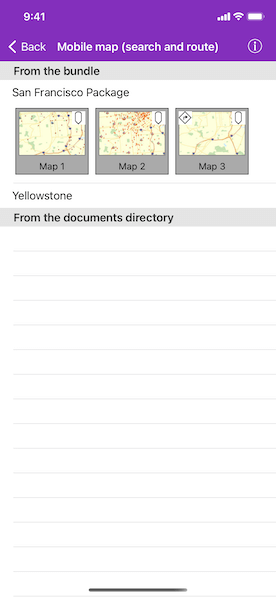 9:41
Back Mobile map (search and route)
From the bundle
San Francisco Package
Map 1 Map 2 Map 3
Yellowstone
From the documents directory